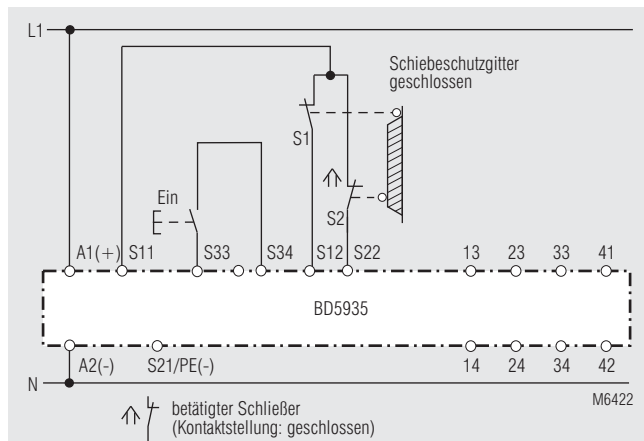 L1
Schiebeschutzgitter
geschlossen
S1
Ein
S2
A1(+) S11 S33 S34 S12 S22 13 23 33 41
BD5935
A2(-) S21/PE(-) 14 24 34 42
N
M6422
betätigter Schließer
(Kontaktstellung: geschlossen)